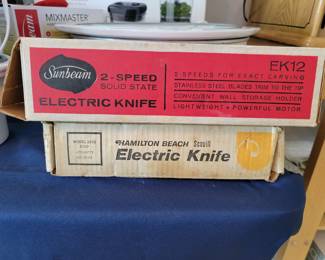 MIXMASTER
Sunbeam
2-SPEED
SOLID STATE
ELECTRIC KNIFE
EK12
2 SPEEDS FOR EXACT CARVING
STAINLESS STEEL BLADES TRIM TO THE TIP
CONVENIENT WALL STORAGE HOLDER
LIGHTWEIGHT • POWERFUL MOTOR
HAMILTON BEACH Scovill
Electric Knife